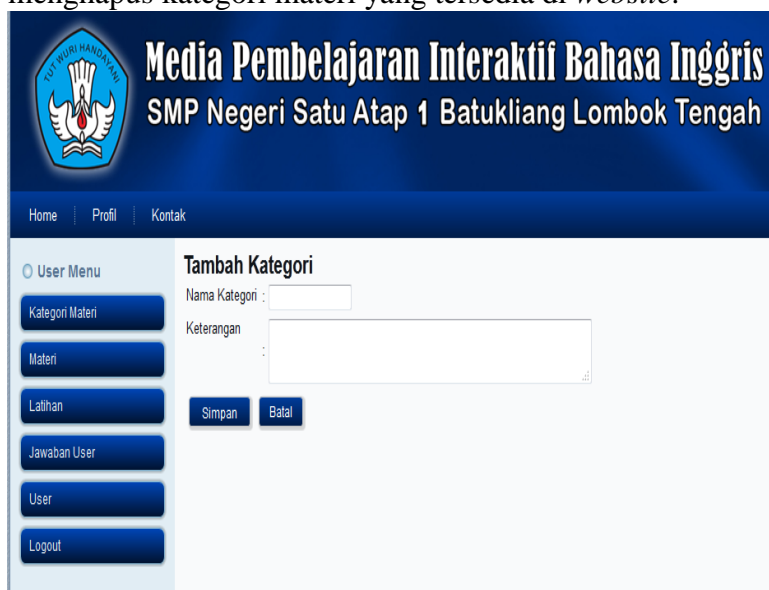 menghapus kategori materi yang tersedia di website.
TUT WURI HANDAYANI
Media Pembelajaran Interaktif Bahasa Inggris
SMP Negeri Satu Atap 1 Batukliang Lombok Tengah
Home Profil Kontak
User Menu
Kategori Materi
Materi
Latihan
Jawaban User
User
Logout
Tambah Kategori
Nama Kategori :
Keterangan :
Simpan Batal